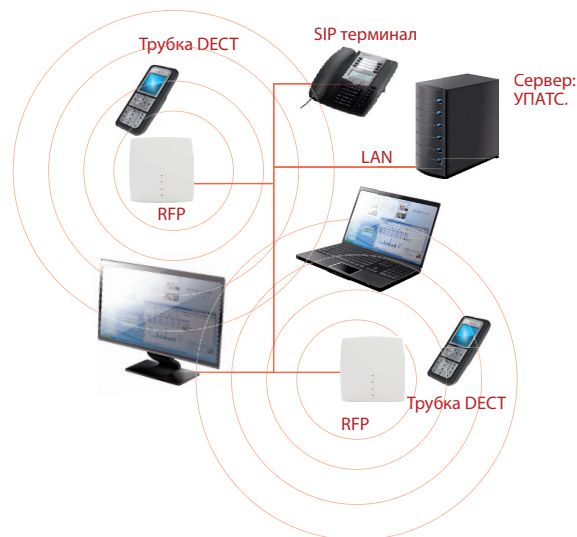 SIP терминал
Трубка DECT
Сервер:
УПАТС.
LAN
RFP
Трубка DECT
RFP